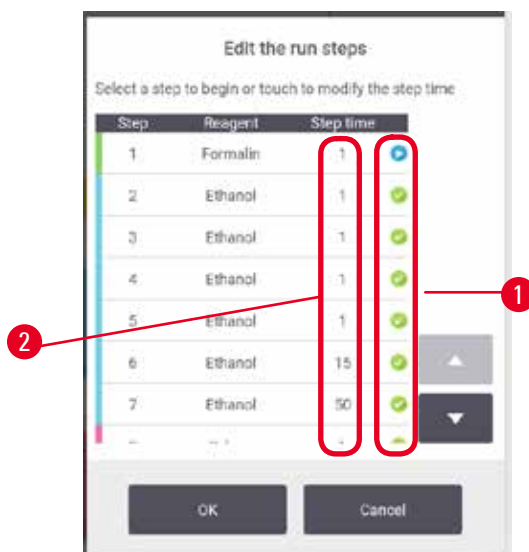 Edit the run steps
Select a step to begin or touch to modify the step time
Step Reagent Step time
1 Formalin 1
2 Ethanol 1
3 Ethanol 1
4 Ethanol 1
5 Ethanol 1
6 Ethanol 15
7 Ethanol 50
OK Cancel
1
2